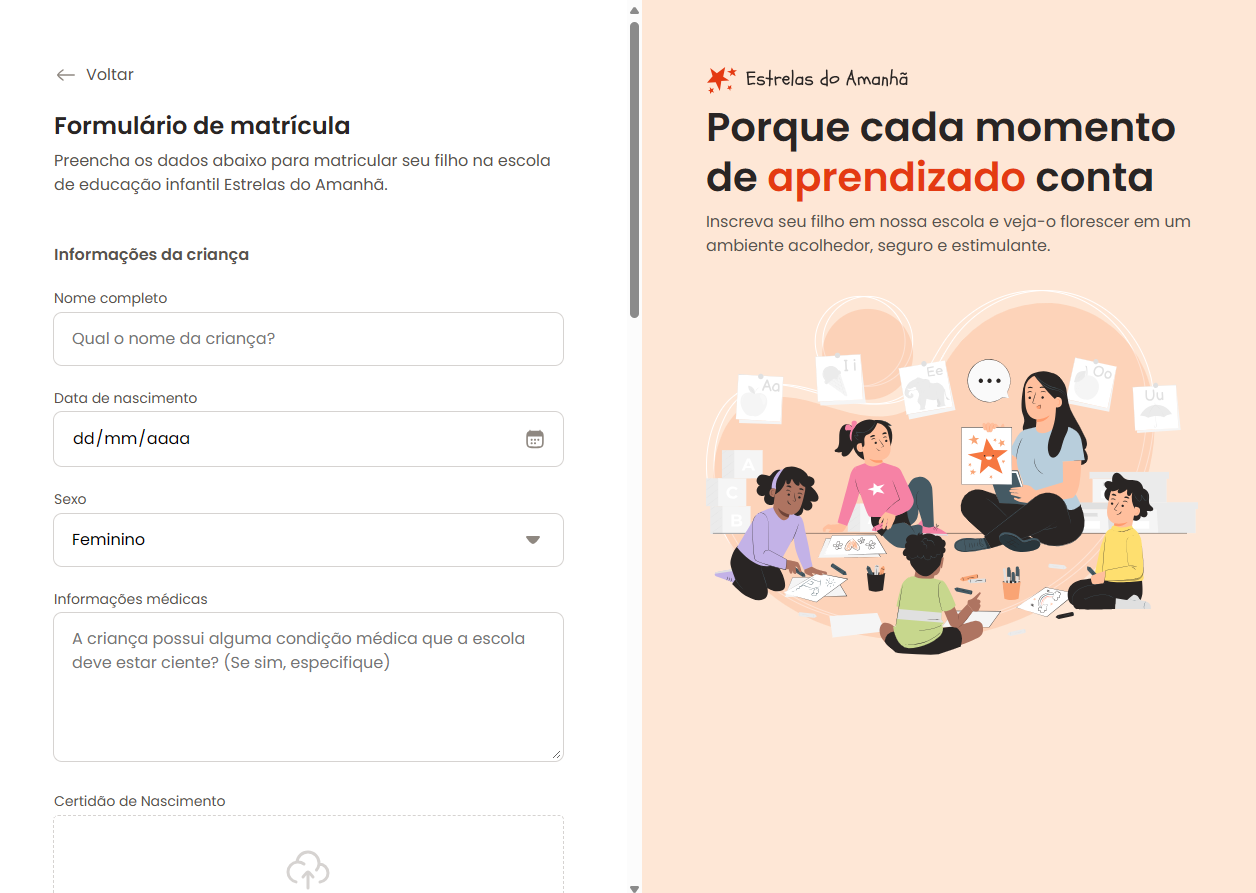 Voltar
Formulário de matrícula
Preencha os dados abaixo para matricular seu filho na escola
de educação infantil Estrelas do Amanhã.
Informações da criança
Nome completo
Qual o nome da criança?
Data de nascimento
dd/mm/aaaa
Sexo
Feminino
Informações médicas
A criança possui alguma condição médica que a escola
deve estar ciente? (Se sim, especifique)
Certidão de Nascimento
Estrelas do Amanhã
Porque cada momento
de aprendizado conta
Inscreva seu filho em nossa escola e veja-o florescer em um
ambiente acolhedor, seguro e estimulante.
Aa
Ii
Ee
Oo
Uu
A
C
B